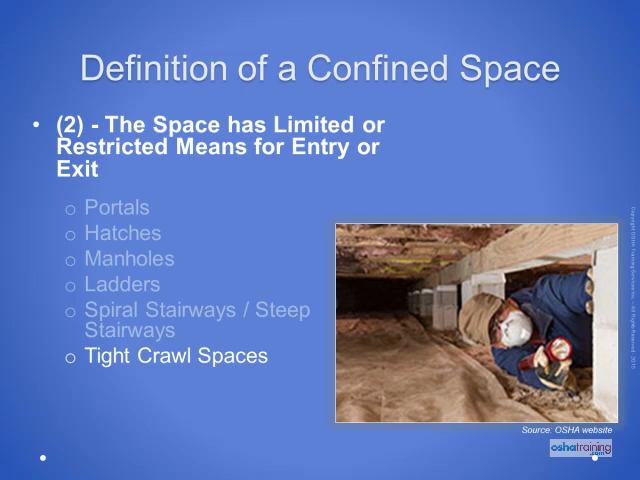 Definition of a Confined Space
• (2) - The Space has Limited or
Restricted Means for Entry or
Exit
o Portals
o Hatches
o Manholes
o Ladders
o Spiral Stairways / Steep
Stairways
o Tight Crawl Spaces
Source: OSHA website
oshatraining
.com